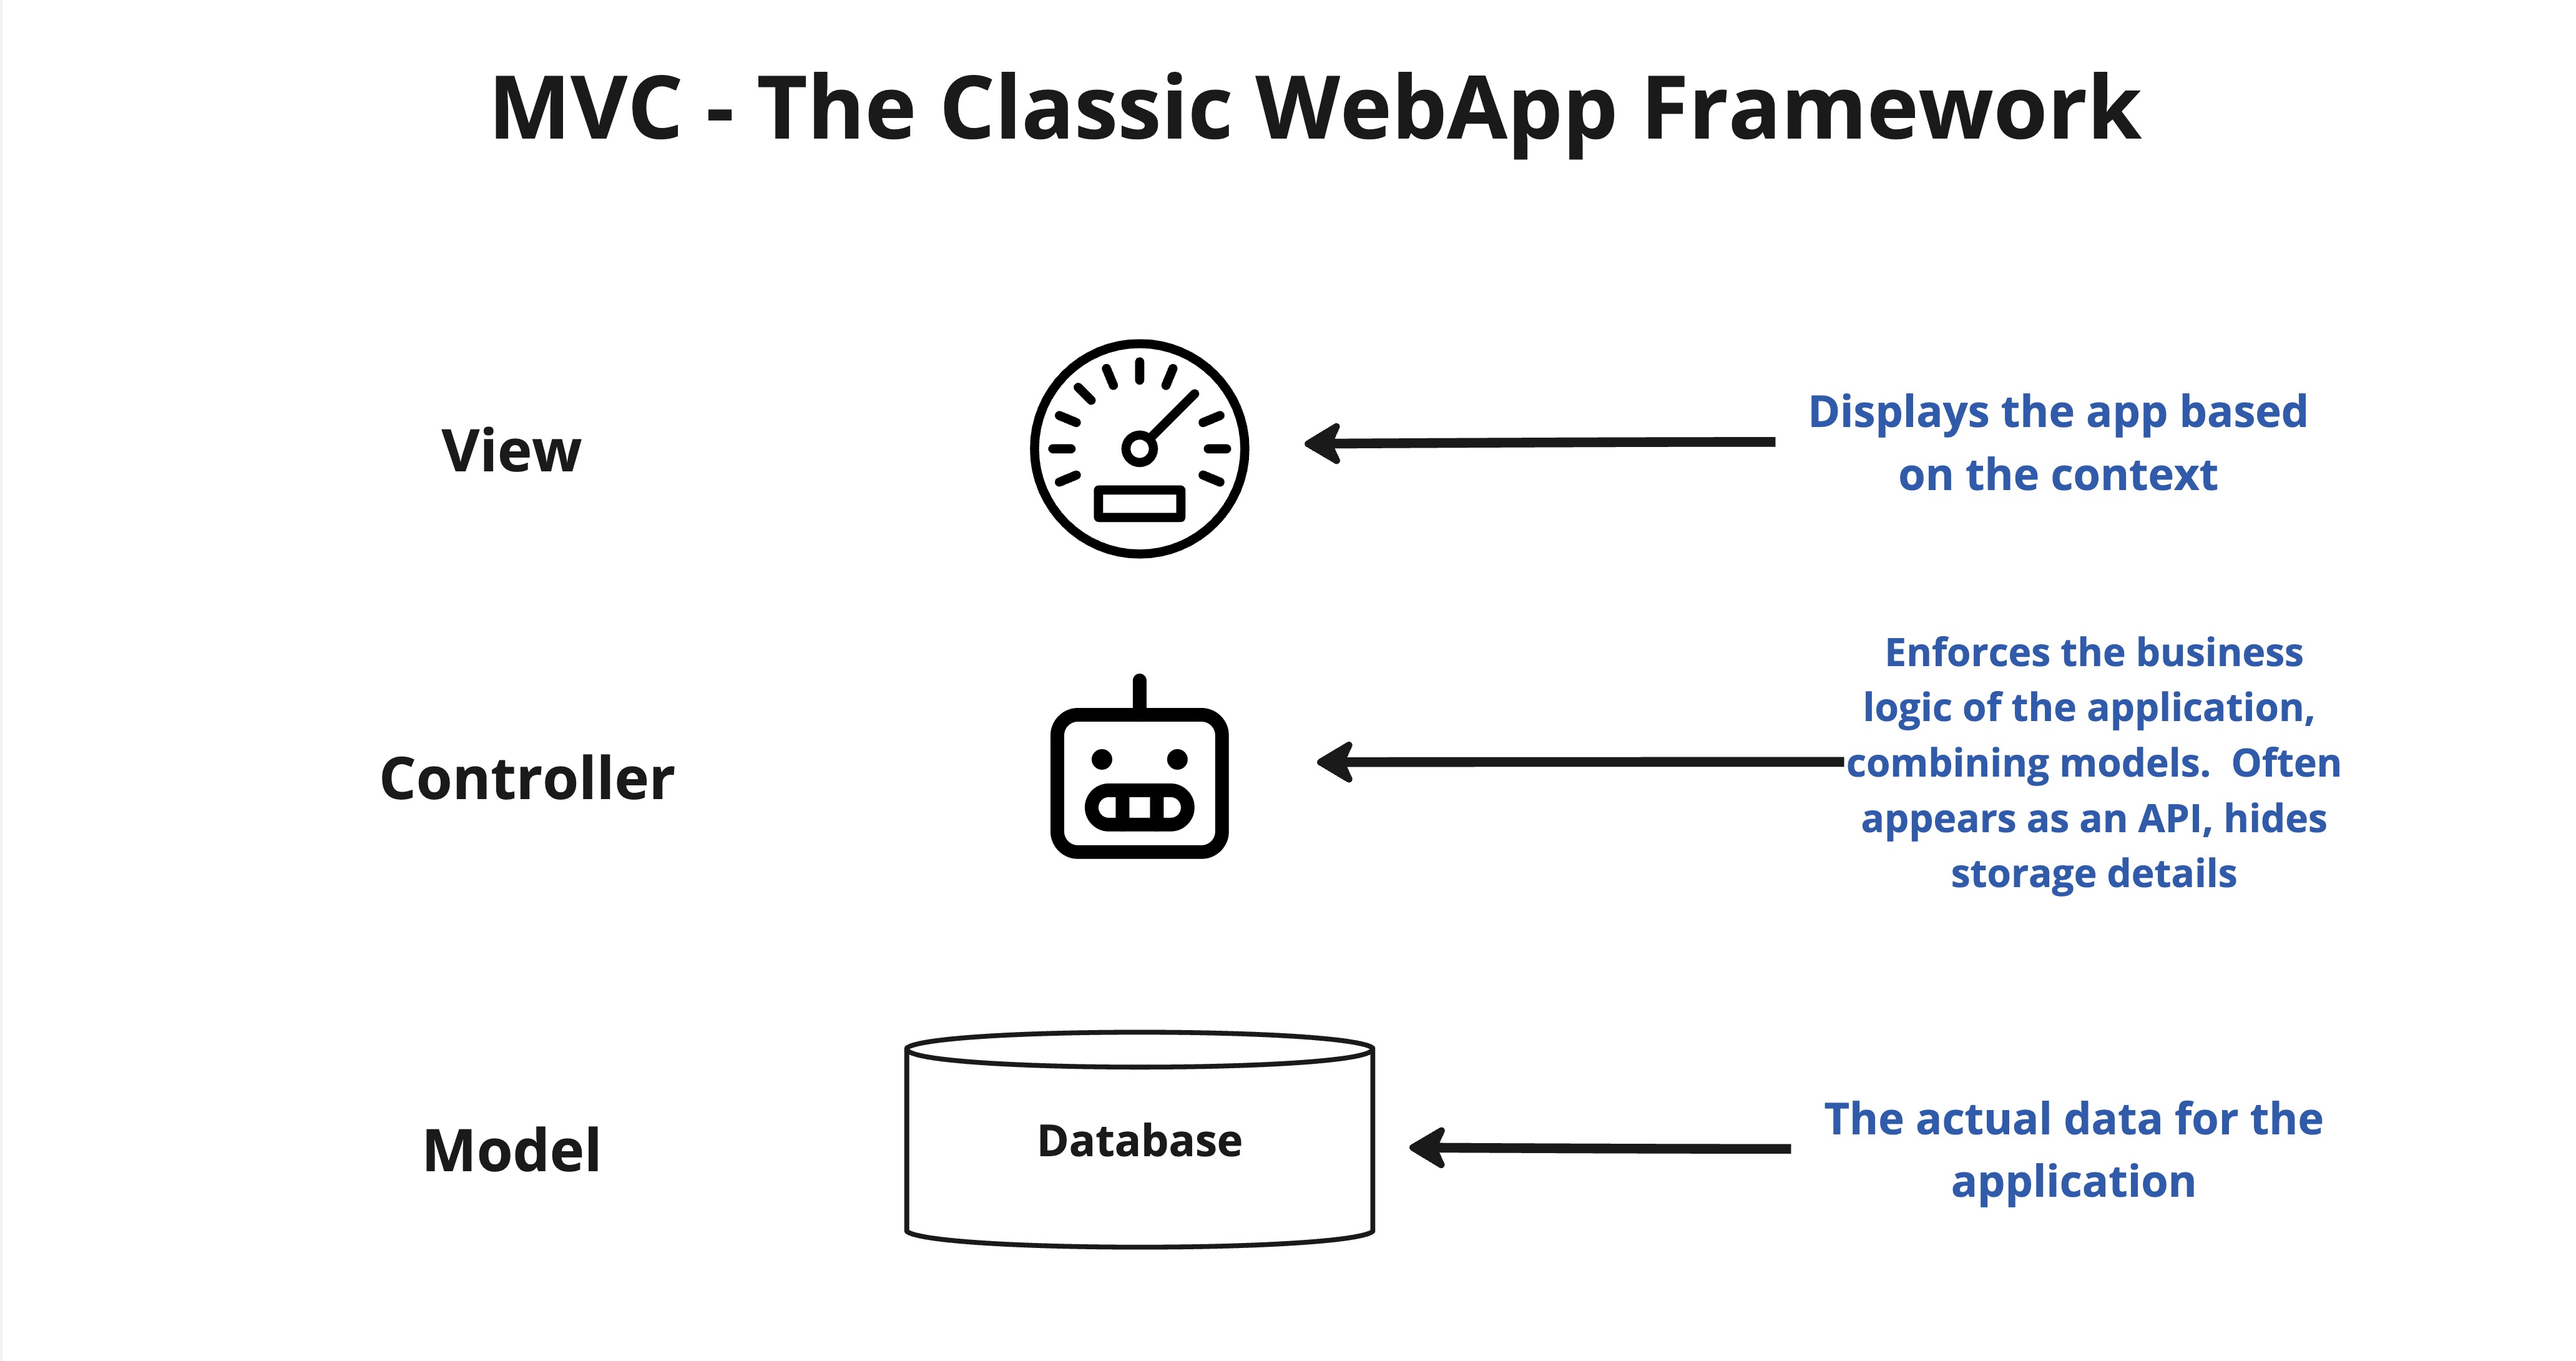 MVC - The Classic WebApp Framework
View
Displays the app based
on the context
Controller
Enforces the business
logic of the application,
combining models.  Often
appears as an API, hides
storage details
Model
Database
The actual data for the
application